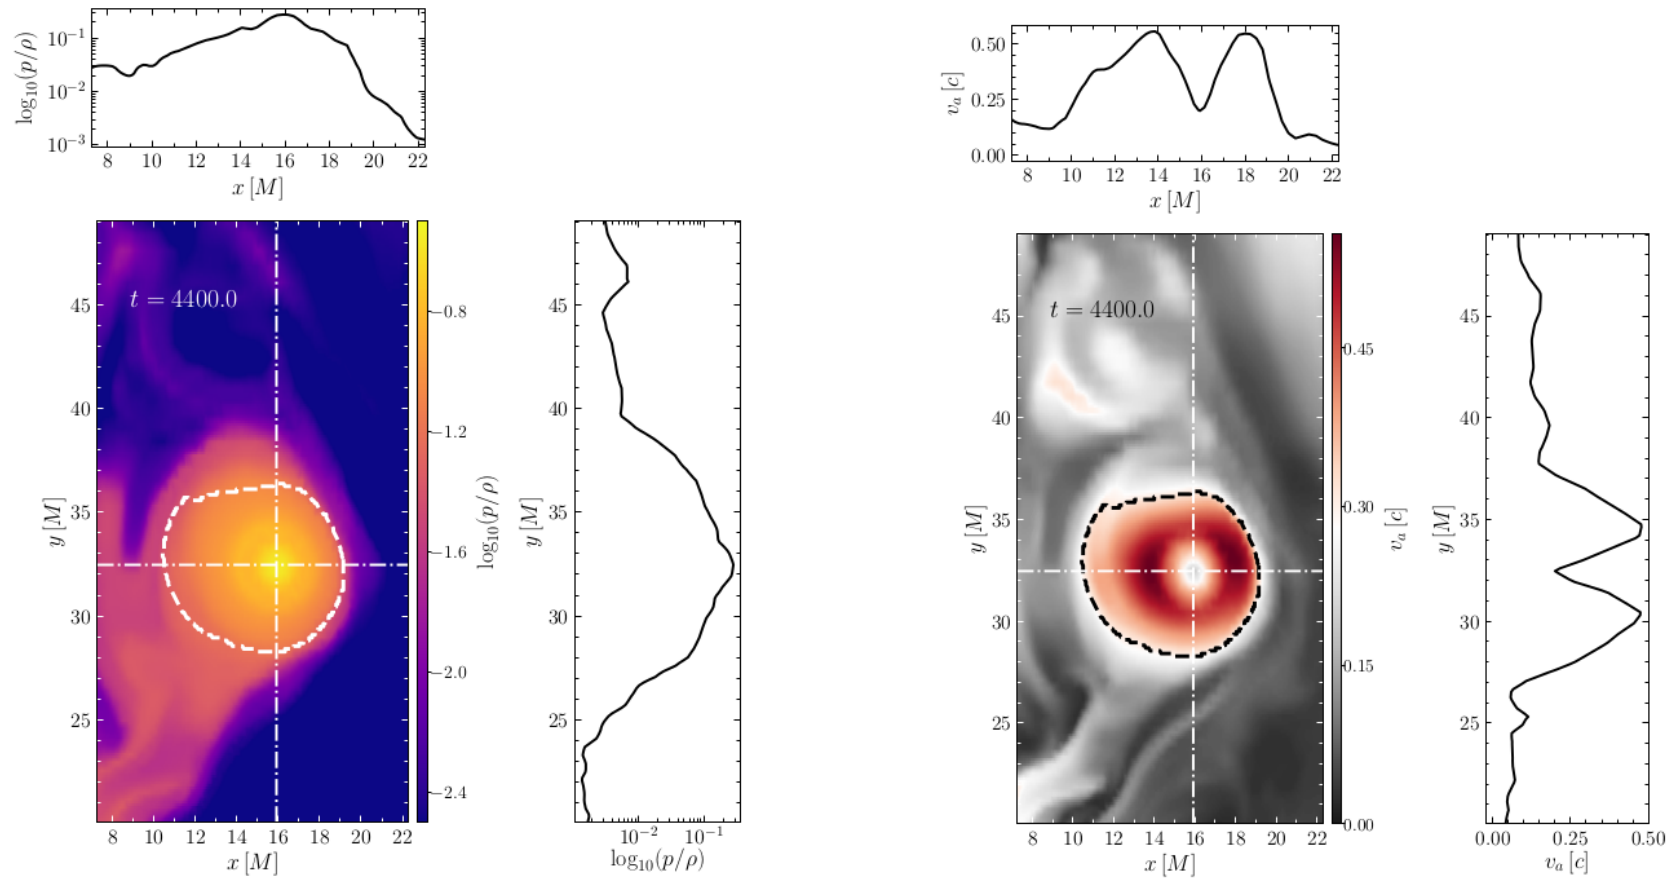 log₁₀(p/ρ)
10⁻¹
10⁻²
10⁻³
8 10 12 14 16 18 20 22
x [M]
v_a [c]
0.50
0.25
0.00
8 10 12 14 16 18 20 22
x [M]
t = 4400.0
y [M]
45
40
35
30
25
8 10 12 14 16 18 20 22
x [M]
−0.8
−1.2
−1.6
−2.0
−2.4
log₁₀(p/ρ)
y [M]
45
40
35
30
25
10⁻² 10⁻¹
log₁₀(p/ρ)
t = 4400.0
y [M]
45
40
35
30
25
8 10 12 14 16 18 20 22
x [M]
0.45
0.30
0.15
0.00
v_a [c]
y [M]
45
40
35
30
25
0.00 0.25 0.50
v_a [c]